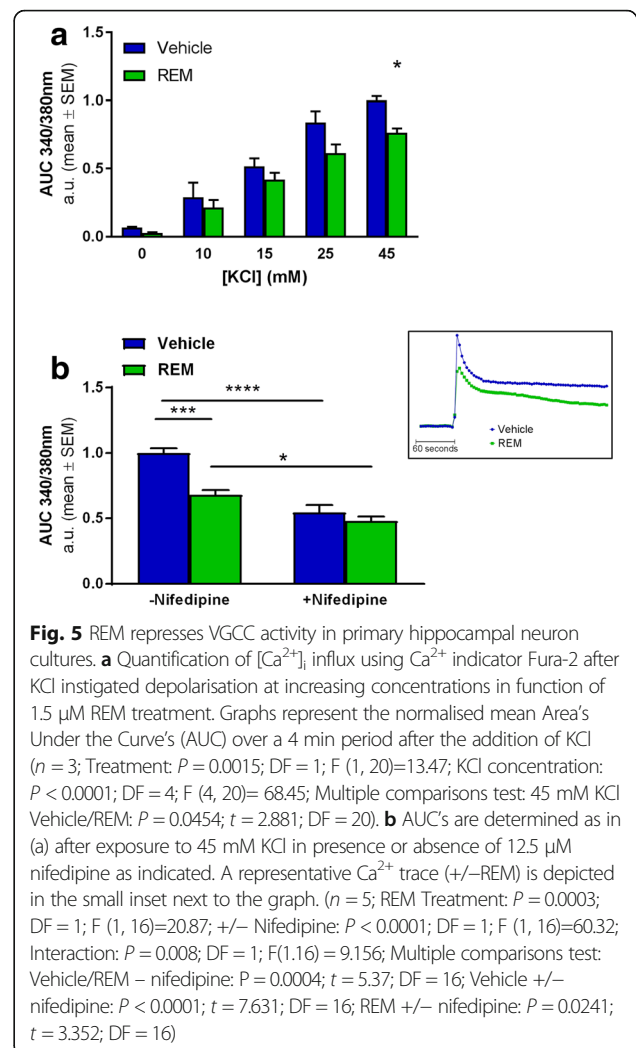 a
Vehicle
REM
*
AUC 340/380nm
a.u. (mean ± SEM)
1.5
1.0
0.5
0.0
0 10 15 25 45
[KCl] (mM)
b
Vehicle
REM
****
***
*
AUC 340/380nm
a.u. (mean ± SEM)
1.5
1.0
0.5
0.0
-Nifedipine +Nifedipine
Vehicle
REM
60 seconds
Fig. 5 REM represses VGCC activity in primary hippocampal neuron
cultures. a Quantification of [Ca²⁺]ᵢ influx using Ca²⁺ indicator Fura-2 after
KCl instigated depolarisation at increasing concentrations in function of
1.5 μM REM treatment. Graphs represent the normalised mean Area's
Under the Curve's (AUC) over a 4 min period after the addition of KCl
(n = 3; Treatment: P = 0.0015; DF = 1; F (1, 20)=13.47; KCl concentration:
P < 0.0001; DF = 4; F (4, 20)= 68.45; Multiple comparisons test: 45 mM KCl
Vehicle/REM: P = 0.0454; t = 2.881; DF = 20). b AUC's are determined as in
(a) after exposure to 45 mM KCl in presence or absence of 12.5 μM
nifedipine as indicated. A representative Ca²⁺ trace (+/−REM) is depicted
in the small inset next to the graph. (n = 5; REM Treatment: P = 0.0003;
DF = 1; F (1, 16)=20.87; +/− Nifedipine: P < 0.0001; DF = 1; F (1, 16)=60.32;
Interaction: P = 0.008; DF = 1; F(1.16) = 9.156; Multiple comparisons test:
Vehicle/REM – nifedipine: P = 0.0004; t = 5.37; DF = 16; Vehicle +/−
nifedipine: P < 0.0001; t = 7.631; DF = 16; REM +/− nifedipine: P = 0.0241;
t = 3.352; DF = 16)